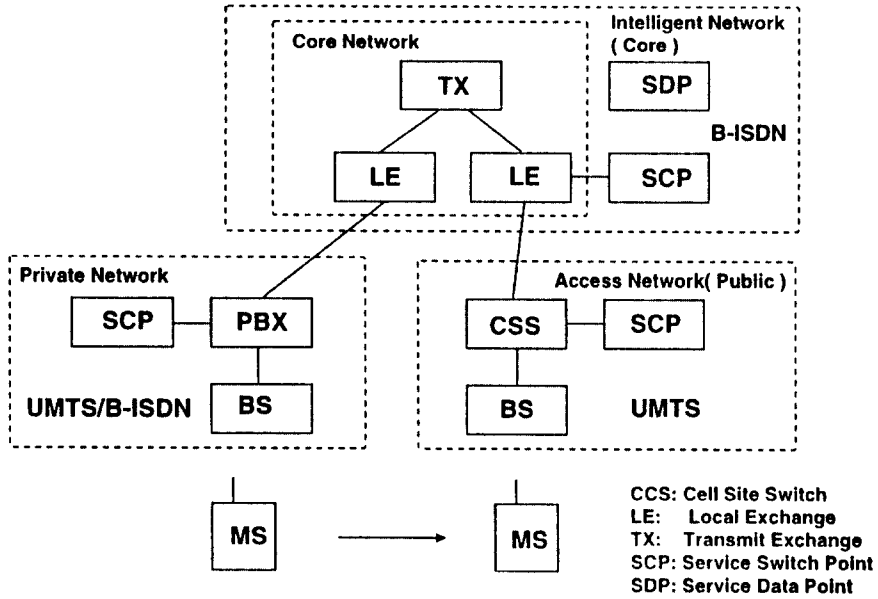 Intelligent Network
( Core )
Core Network
TX
SDP
B-ISDN
LE
LE
SCP
Private Network
Access Network( Public )
SCP
PBX
CSS
SCP
UMTS/B-ISDN
BS
BS
UMTS
MS
MS
CCS: Cell Site Switch
LE: Local Exchange
TX: Transmit Exchange
SCP: Service Switch Point
SDP: Service Data Point